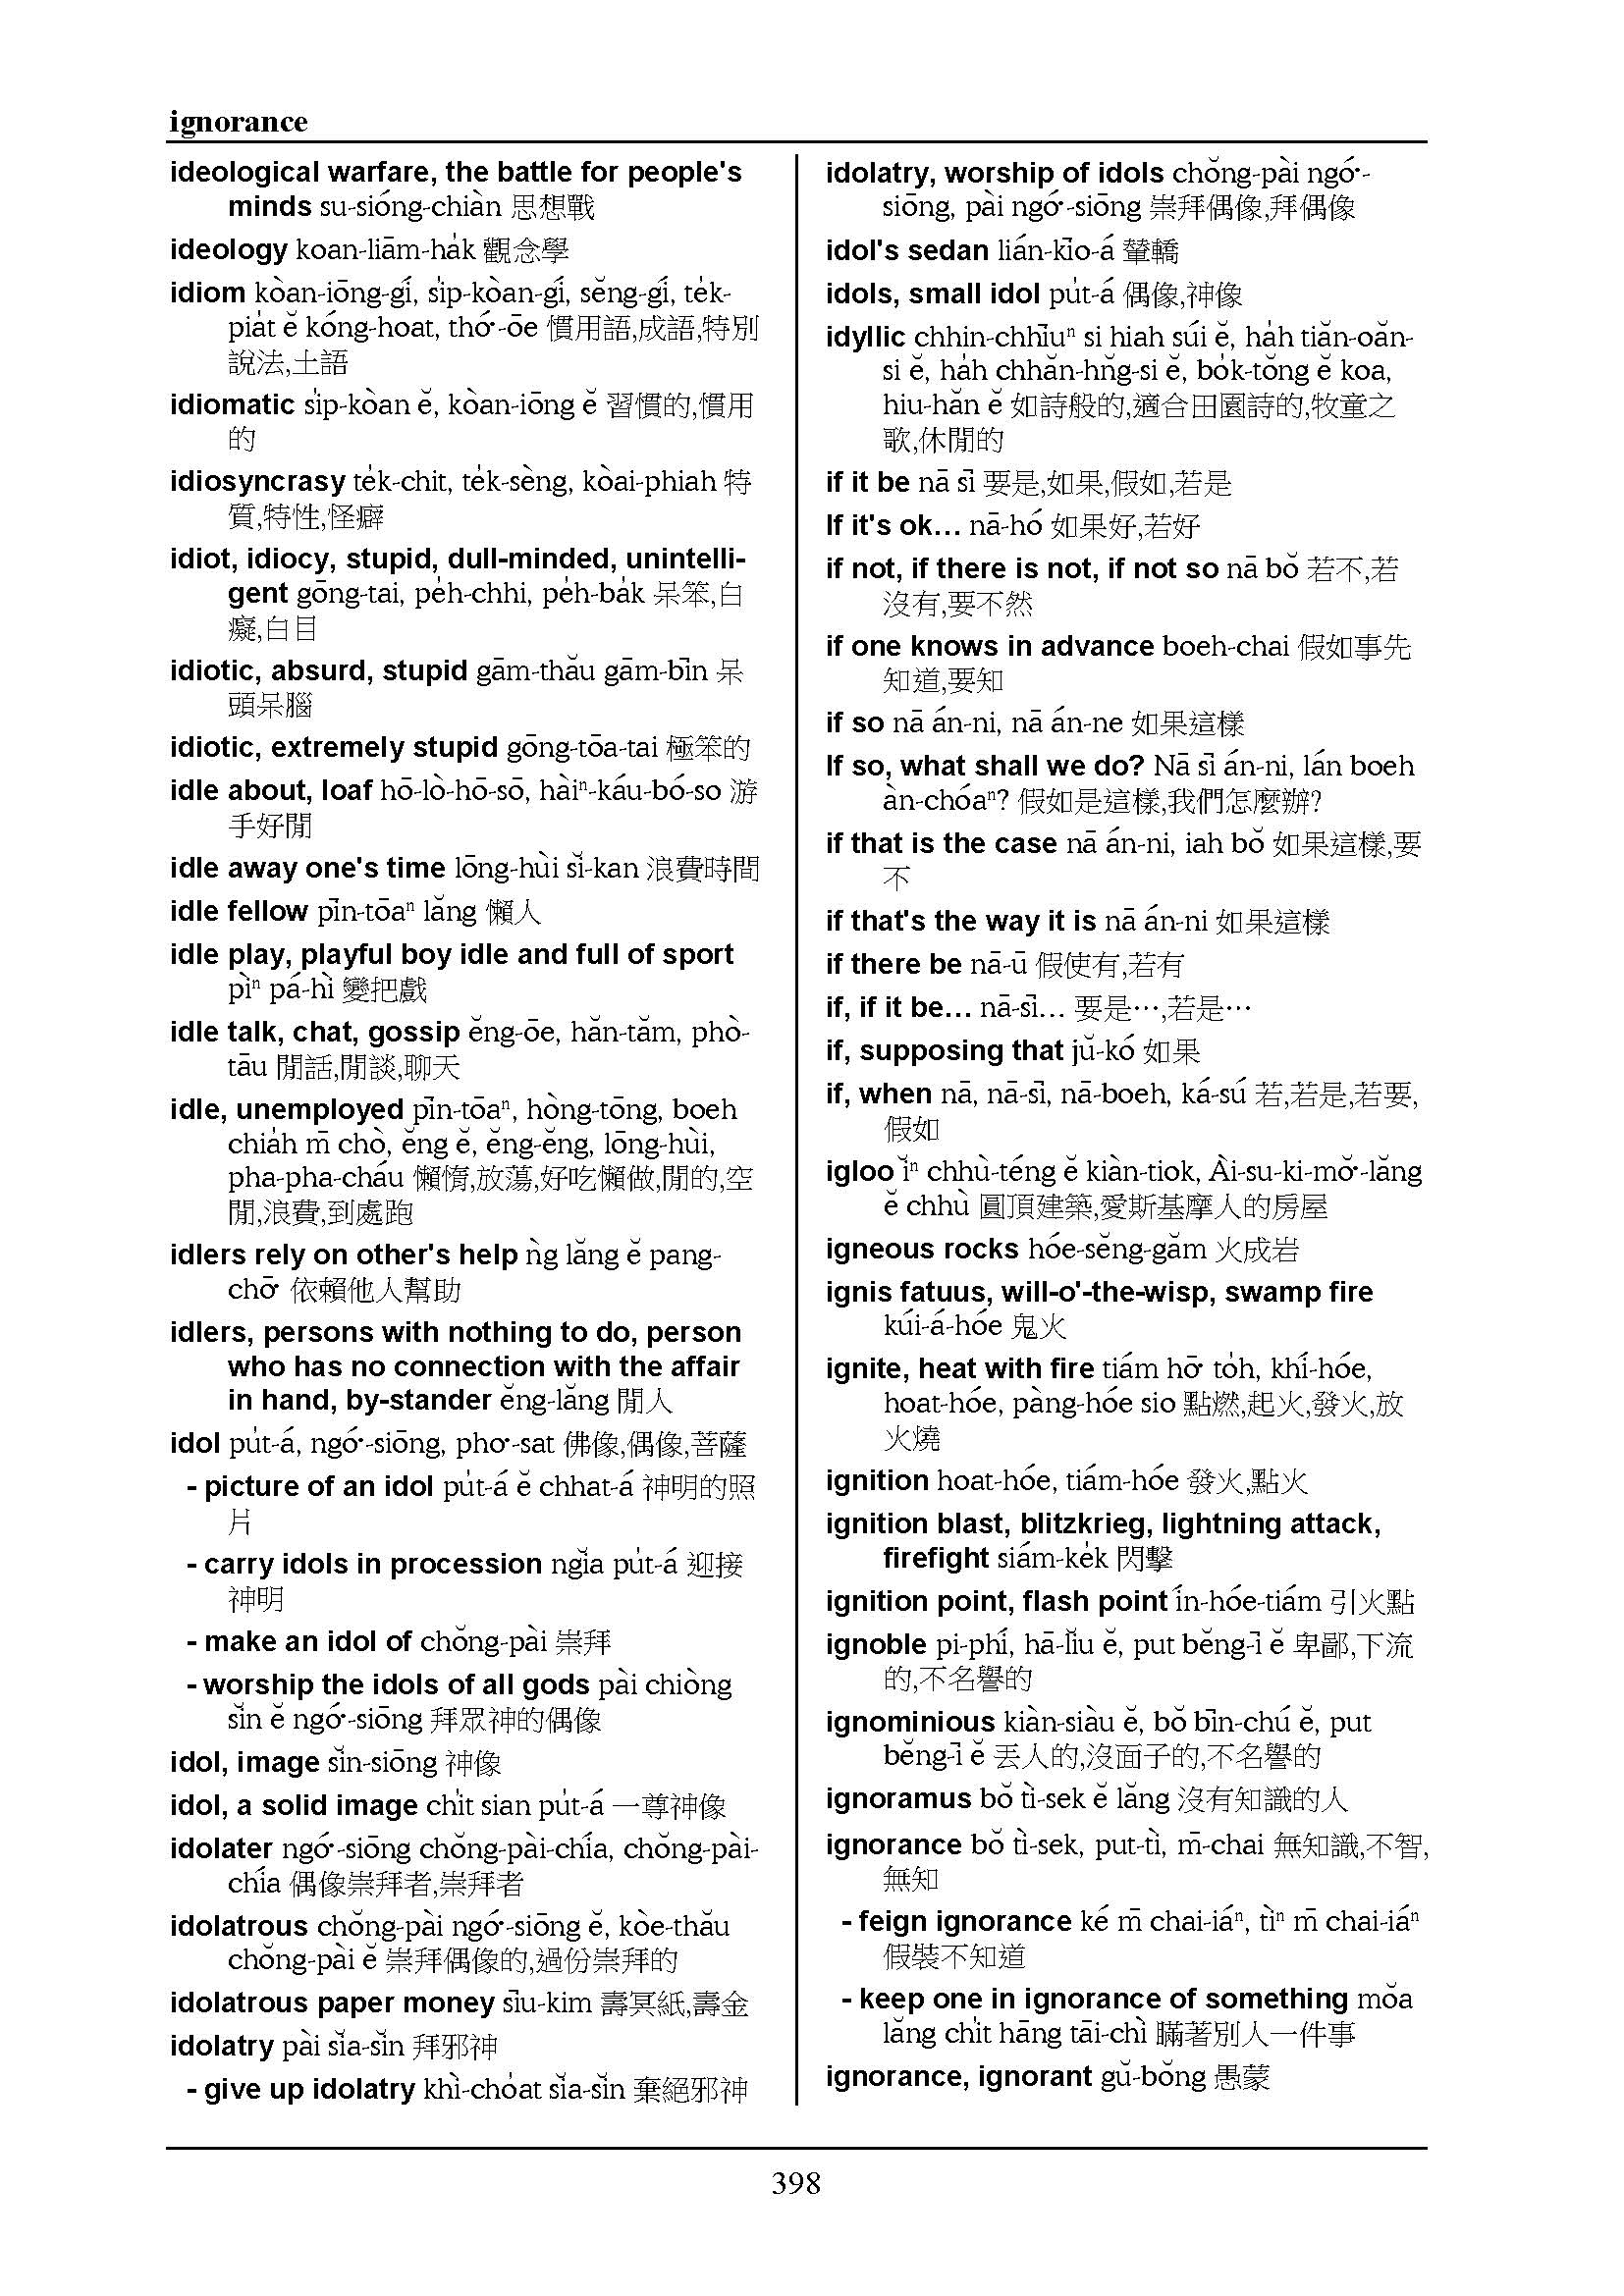 ignorance
ideological warfare, the battle for people's
minds su-sióng-chiàn 思想戰
ideology koan-liām-ha̍k 觀念學
idiom kòan-iōng-gí, si̍p-kòan-gí, sĕng-gí, te̍k-
pia̍t ĕ kóng-hoat, thó͘-ōe 慣用語,成語,特別
說法,土語
idiomatic si̍p-kòan ĕ, kòan-iōng ĕ 習慣的,慣用
的
idiosyncrasy te̍k-chit, te̍k-sèng, kòai-phiah 特
質,特性,怪癖
idiot, idiocy, stupid, dull-minded, unintelli-
gent gōng-tai, pe̍h-chhi, pe̍h-ba̍k 呆笨,白
癡,白目
idiotic, absurd, stupid gām-thău gām-bīn 呆
頭呆腦
idiotic, extremely stupid gōng-tōa-tai 極笨的
idle about, loaf hō-lò-hō-sō, hàiⁿ-káu-bó-so 游
手好閒
idle away one's time lōng-hùi sĭ-kan 浪費時間
idle fellow pīn-tōaⁿ lăng 懶人
idle play, playful boy idle and full of sport
pìⁿ pá-hì 變把戲
idle talk, chat, gossip ĕng-ōe, hăn-tăm, phò-
tāu 閒話,閒談,聊天
idle, unemployed pīn-tōaⁿ, hòng-tōng, boeh
chia̍h m̄ chò, ĕng ĕ, ĕng-ĕng, lōng-hùi,
pha-pha-cháu 懶惰,放蕩,好吃懶做,閒的,空
閒,浪費,到處跑
idlers rely on other's help ǹg lăng ĕ pang-
chō͘ 依賴他人幫助
idlers, persons with nothing to do, person
who has no connection with the affair
in hand, by-stander ĕng-lăng 閒人
idol pu̍t-á, ngó͘-siōng, pho͘-sat 佛像,偶像,菩薩
- picture of an idol pu̍t-á ĕ chhat-á 神明的照
片
- carry idols in procession ngĭa pu̍t-á 迎接
神明
- make an idol of chŏng-pài 崇拜
- worship the idols of all gods pài chiòng
sĭn ĕ ngó͘-siōng 拜眾神的偶像
idol, image sĭn-siōng 神像
idol, a solid image chi̍t sian pu̍t-á 一尊神像
idolater ngó͘-siōng chŏng-pài-chía, chŏng-pài-
chía 偶像崇拜者,崇拜者
idolatrous chŏng-pài ngó͘-siōng ĕ, kòe-thău
chŏng-pài ĕ 崇拜偶像的,過份崇拜的
idolatrous paper money sīu-kim 壽冥紙,壽金
idolatry pài sĭa-sĭn 拜邪神
- give up idolatry khì-cho̍at sĭa-sĭn 棄絕邪神
idolatry, worship of idols chŏng-pài ngó͘-
siōng, pài ngó͘-siōng 崇拜偶像,拜偶像
idol's sedan lián-kīo-á 輦轎
idols, small idol pu̍t-á 偶像,神像
idyllic chhin-chhīuⁿ si hiah súi ĕ, ha̍h tiăn-oăn-
si ĕ, ha̍h chhăn-hn̆g-si ĕ, bo̍k-tŏng ĕ koa,
hiu-hăn ĕ 如詩般的,適合田園詩的,牧童之
歌,休閒的
if it be nā sī 要是,如果,假如,若是
If it's ok… nā-hó 如果好,若好
if not, if there is not, if not so nā bŏ 若不,若
沒有,要不然
if one knows in advance boeh-chai 假如事先
知道,要知
if so nā án-ni, nā án-ne 如果這樣
If so, what shall we do? Nā sī án-ni, lán boeh
àn-chóaⁿ? 假如是這樣,我們怎麼辦?
if that is the case nā án-ni, iah bŏ 如果這樣,要
不
if that's the way it is nā án-ni 如果這樣
if there be nā-ū 假使有,若有
if, if it be… nā-sī… 要是…,若是…
if, supposing that jŭ-kó 如果
if, when nā, nā-sī, nā-boeh, ká-sú 若,若是,若要,
假如
igloo ĭⁿ chhù-téng ĕ kiàn-tiok, Ài-su-ki-mŏ͘-lăng
ĕ chhù 圓頂建築,愛斯基摩人的房屋
igneous rocks hóe-sĕng-găm 火成岩
ignis fatuus, will-o'-the-wisp, swamp fire
kúi-á-hóe 鬼火
ignite, heat with fire tiám hō͘ to̍h, khí-hóe,
hoat-hóe, pàng-hóe sio 點燃,起火,發火,放
火燒
ignition hoat-hóe, tiám-hóe 發火,點火
ignition blast, blitzkrieg, lightning attack,
firefight siám-ke̍k 閃擊
ignition point, flash point ín-hóe-tiám 引火點
ignoble pi-phí, hā-lĭu ĕ, put bĕng-ī ĕ 卑鄙,下流
的,不名譽的
ignominious kiàn-siàu ĕ, bŏ bīn-chú ĕ, put
bĕng-ī ĕ 丟人的,沒面子的,不名譽的
ignoramus bŏ tì-sek ĕ lăng 沒有知識的人
ignorance bŏ tì-sek, put-tì, m̄-chai 無知識,不智,
無知
- feign ignorance ké m̄ chai-iáⁿ, tìⁿ m̄ chai-iáⁿ
假裝不知道
- keep one in ignorance of something mŏa
lăng chi̍t hāng tāi-chì 瞞著別人一件事
ignorance, ignorant gŭ-bŏng 愚蒙
398